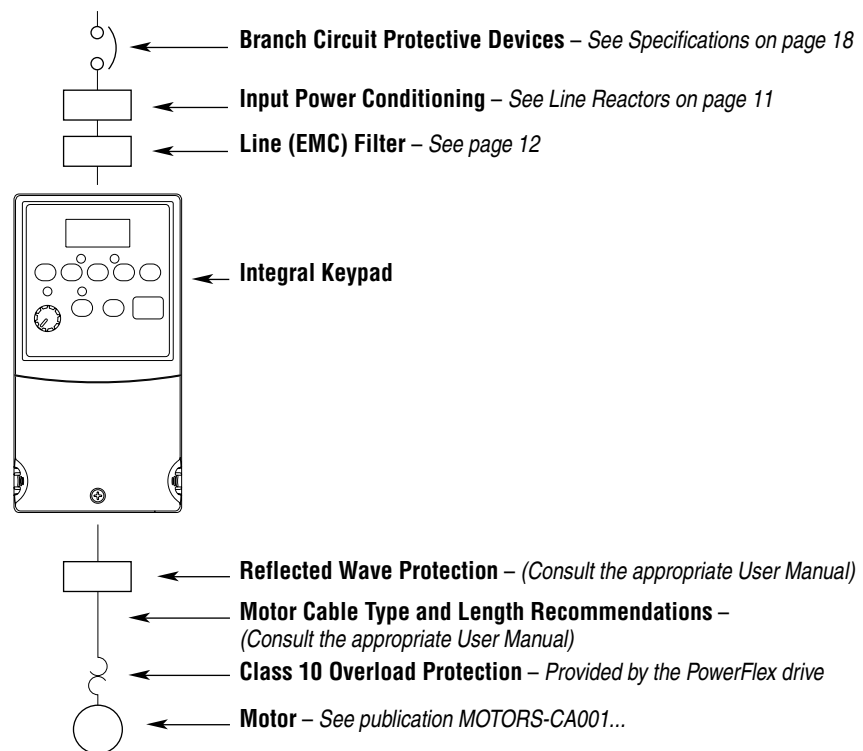 Branch Circuit Protective Devices – See Specifications on page 18
Input Power Conditioning – See Line Reactors on page 11
Line (EMC) Filter – See page 12
Integral Keypad
Reflected Wave Protection – (Consult the appropriate User Manual)
Motor Cable Type and Length Recommendations –
(Consult the appropriate User Manual)
Class 10 Overload Protection – Provided by the PowerFlex drive
Motor – See publication MOTORS-CA001...